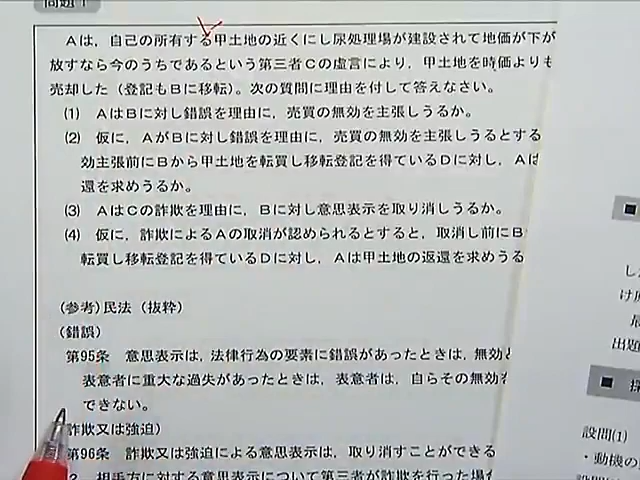 問題1
Aは，自己の所有する甲土地の近くにし尿処理場が建設されて地価が下が
放すなら今のうちであるという第三者Cの虚言により，甲土地を時価よりも
売却した（登記もBに移転）。次の質問に理由を付して答えなさい。
(1) AはBに対し錯誤を理由に，売買の無効を主張しうるか。
(2) 仮に，AがBに対し錯誤を理由に，売買の無効を主張しうるとする
効主張前にBから甲土地を転買し移転登記を得ているDに対し，Aは
還を求めうるか。
(3) AはCの詐欺を理由に，Bに対し意思表示を取り消しうるか。
(4) 仮に，詐欺によるAの取消が認められるとすると，取消し前にB
転買し移転登記を得ているDに対し，Aは甲土地の返還を求めうる
（参考）民法（抜粋）
（錯誤）
第95条 意思表示は，法律行為の要素に錯誤があったときは，無効と
表意者に重大な過失があったときは，表意者は，自らその無効を
できない。
詐欺又は強迫）
第96条 詐欺又は強迫による意思表示は，取り消すことができる
2 相手方に対する意思表示について第三者が詐欺を行った場合
■
し
け
最
出題
■ 採
設問(1)
・動機の
設問